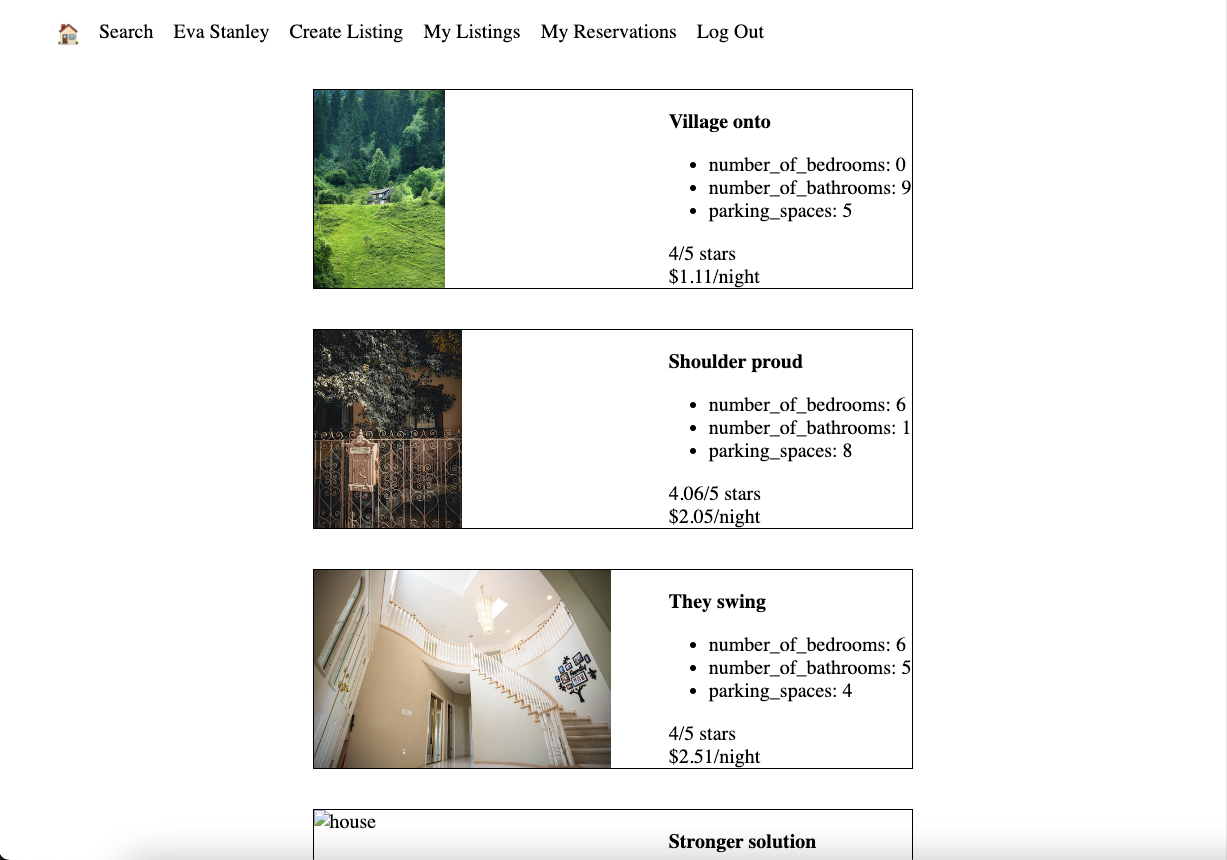 Search Eva Stanley Create Listing My Listings My Reservations Log Out
Village onto
number_of_bedrooms: 0
number_of_bathrooms: 9
parking_spaces: 5
4/5 stars
$1.11/night
Shoulder proud
number_of_bedrooms: 6
number_of_bathrooms: 1
parking_spaces: 8
4.06/5 stars
$2.05/night
They swing
number_of_bedrooms: 6
number_of_bathrooms: 5
parking_spaces: 4
4/5 stars
$2.51/night
house
Stronger solution